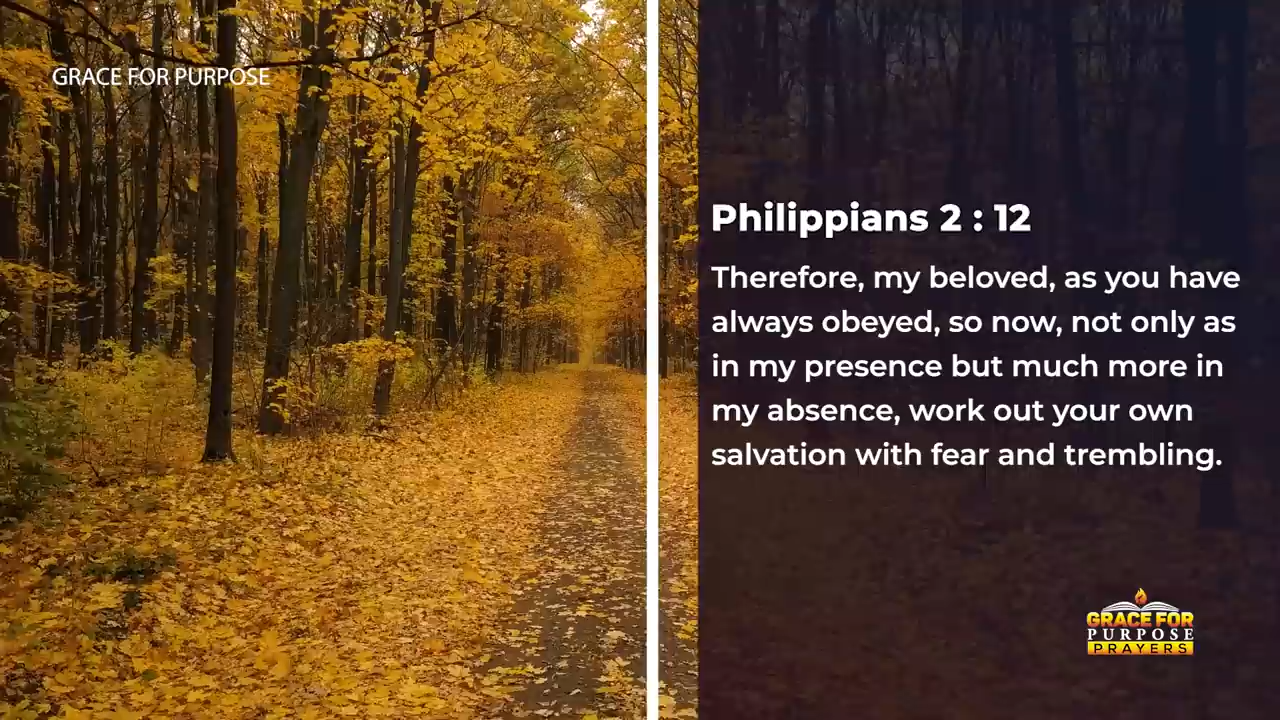 GRACE FOR PURPOSE
Philippians 2 : 12
Therefore, my beloved, as you have
always obeyed, so now, not only as
in my presence but much more in
my absence, work out your own
salvation with fear and trembling.
GRACE FOR
PURPOSE
PRAYERS